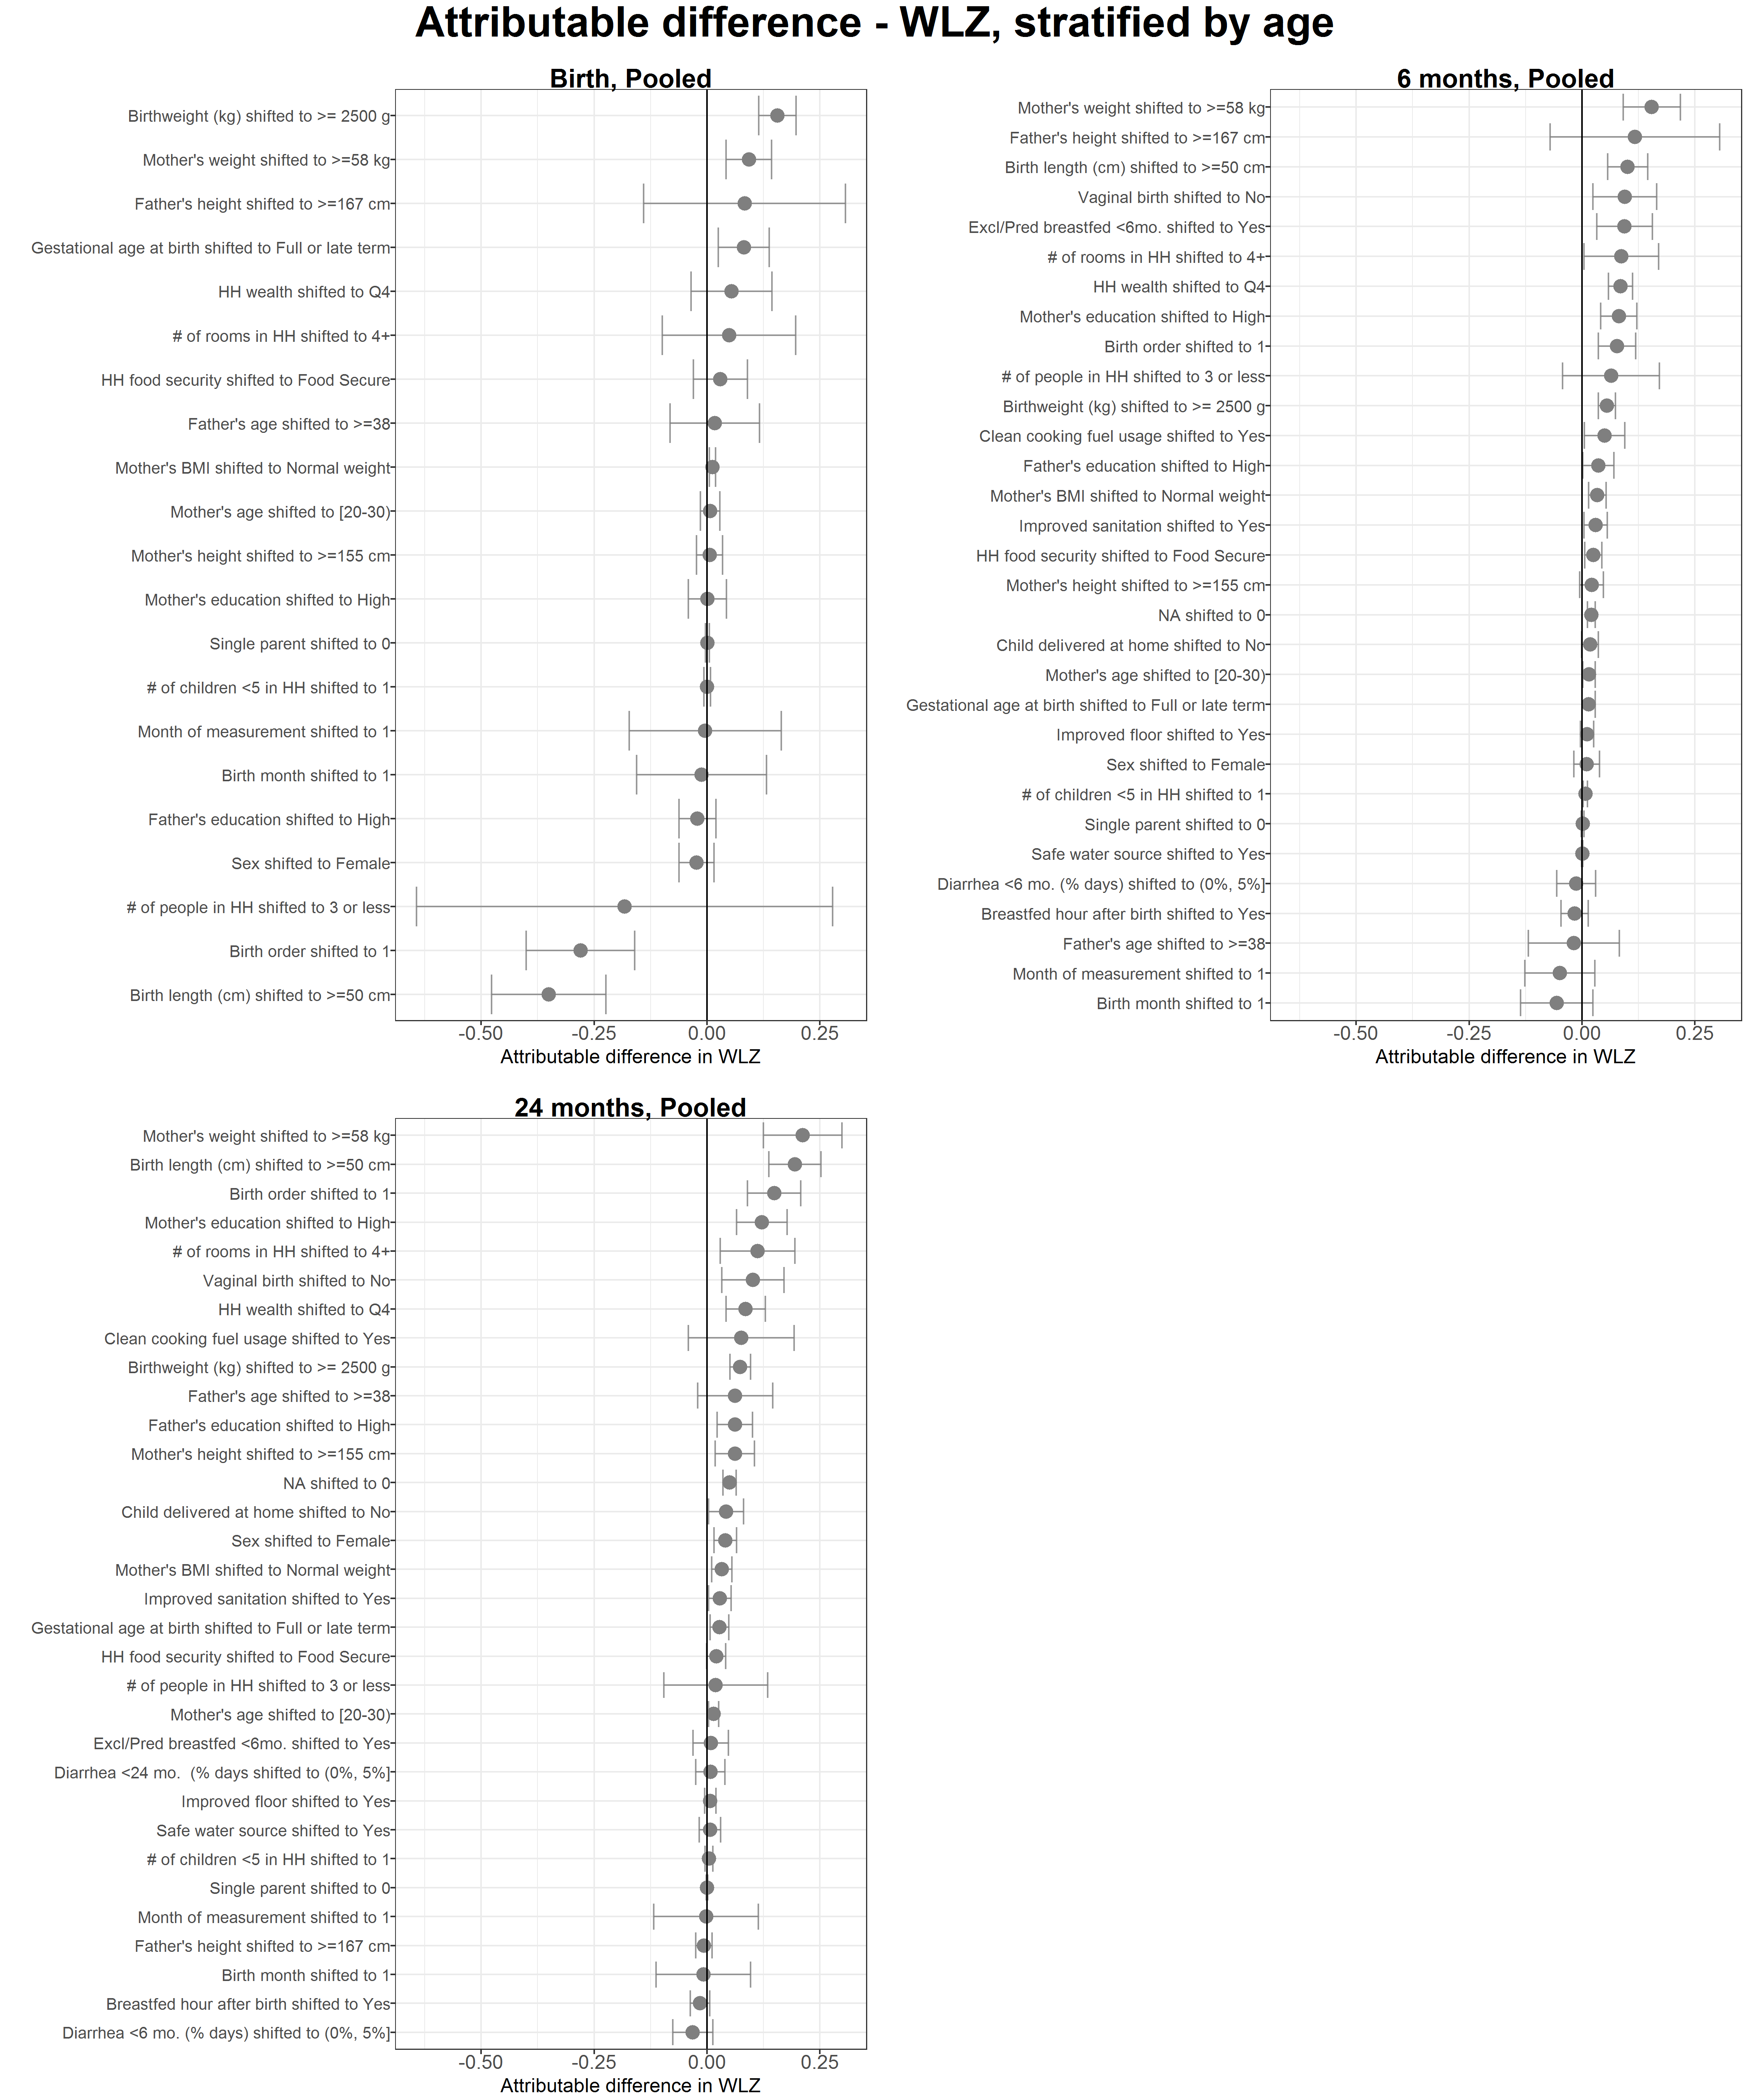 Attributable difference - WLZ, stratified by age
Birth, Pooled
Birthweight (kg) shifted to >= 2500 g
Mother's weight shifted to >=58 kg
Father's height shifted to >=167 cm
Gestational age at birth shifted to Full or late term
HH wealth shifted to Q4
# of rooms in HH shifted to 4+
HH food security shifted to Food Secure
Father's age shifted to >=38
Mother's BMI shifted to Normal weight
Mother's age shifted to [20-30)
Mother's height shifted to >=155 cm
Mother's education shifted to High
Single parent shifted to 0
# of children <5 in HH shifted to 1
Month of measurement shifted to 1
Birth month shifted to 1
Father's education shifted to High
Sex shifted to Female
# of people in HH shifted to 3 or less
Birth order shifted to 1
Birth length (cm) shifted to >=50 cm
-0.50 -0.25 0.00 0.25
Attributable difference in WLZ
6 months, Pooled
Mother's weight shifted to >=58 kg
Father's height shifted to >=167 cm
Birth length (cm) shifted to >=50 cm
Vaginal birth shifted to No
Excl/Pred breastfed <6mo. shifted to Yes
# of rooms in HH shifted to 4+
HH wealth shifted to Q4
Mother's education shifted to High
Birth order shifted to 1
# of people in HH shifted to 3 or less
Birthweight (kg) shifted to >= 2500 g
Clean cooking fuel usage shifted to Yes
Father's education shifted to High
Mother's BMI shifted to Normal weight
Improved sanitation shifted to Yes
HH food security shifted to Food Secure
Mother's height shifted to >=155 cm
NA shifted to 0
Child delivered at home shifted to No
Mother's age shifted to [20-30)
Gestational age at birth shifted to Full or late term
Improved floor shifted to Yes
Sex shifted to Female
# of children <5 in HH shifted to 1
Single parent shifted to 0
Safe water source shifted to Yes
Diarrhea <6 mo. (% days) shifted to (0%, 5%]
Breastfed hour after birth shifted to Yes
Father's age shifted to >=38
Month of measurement shifted to 1
Birth month shifted to 1
-0.50 -0.25 0.00 0.25
Attributable difference in WLZ
24 months, Pooled
Mother's weight shifted to >=58 kg
Birth length (cm) shifted to >=50 cm
Birth order shifted to 1
Mother's education shifted to High
# of rooms in HH shifted to 4+
Vaginal birth shifted to No
HH wealth shifted to Q4
Clean cooking fuel usage shifted to Yes
Birthweight (kg) shifted to >= 2500 g
Father's age shifted to >=38
Father's education shifted to High
Mother's height shifted to >=155 cm
NA shifted to 0
Child delivered at home shifted to No
Sex shifted to Female
Mother's BMI shifted to Normal weight
Improved sanitation shifted to Yes
Gestational age at birth shifted to Full or late term
HH food security shifted to Food Secure
# of people in HH shifted to 3 or less
Mother's age shifted to [20-30)
Excl/Pred breastfed <6mo. shifted to Yes
Diarrhea <24 mo.  (% days shifted to (0%, 5%]
Improved floor shifted to Yes
Safe water source shifted to Yes
# of children <5 in HH shifted to 1
Single parent shifted to 0
Month of measurement shifted to 1
Father's height shifted to >=167 cm
Birth month shifted to 1
Breastfed hour after birth shifted to Yes
Diarrhea <6 mo. (% days) shifted to (0%, 5%]
-0.50 -0.25 0.00 0.25
Attributable difference in WLZ